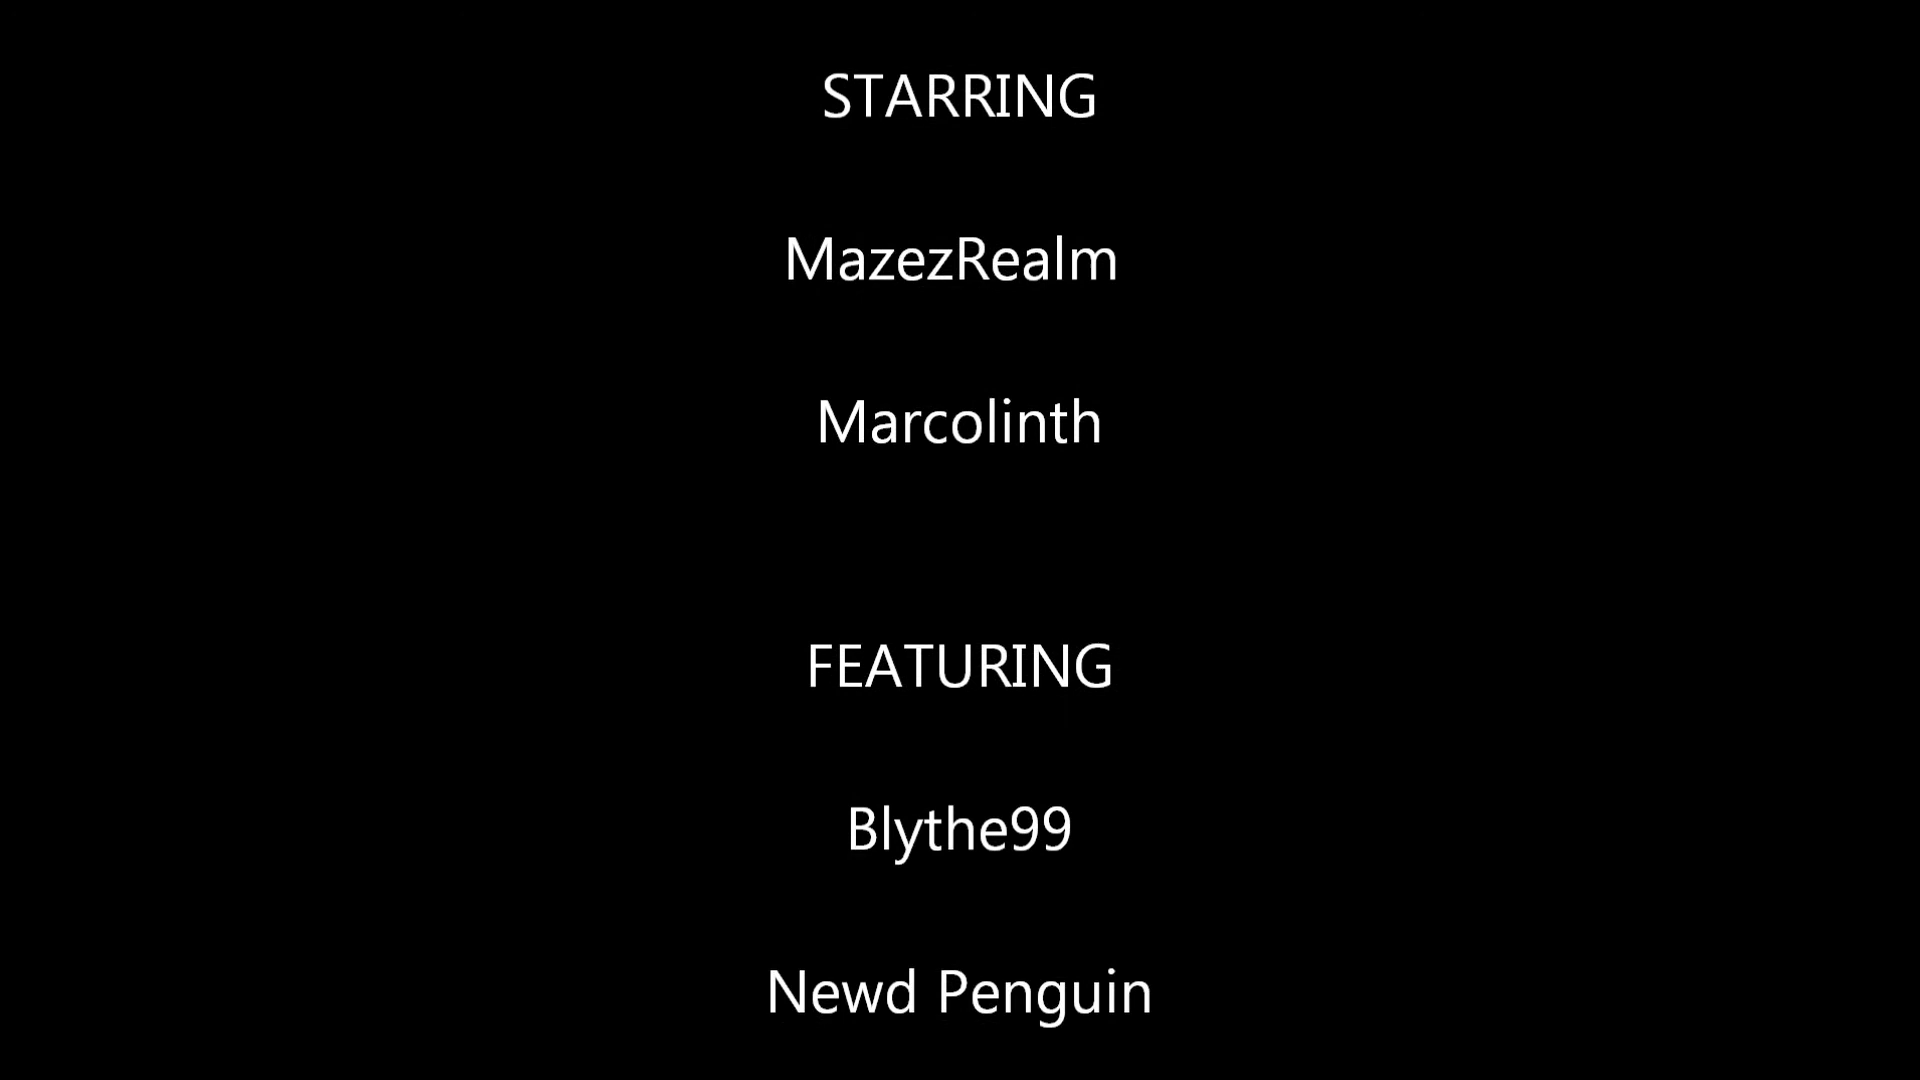 STARRING
MazezRealm
Marcolinth
FEATURING
Blythe99
Newd Penguin